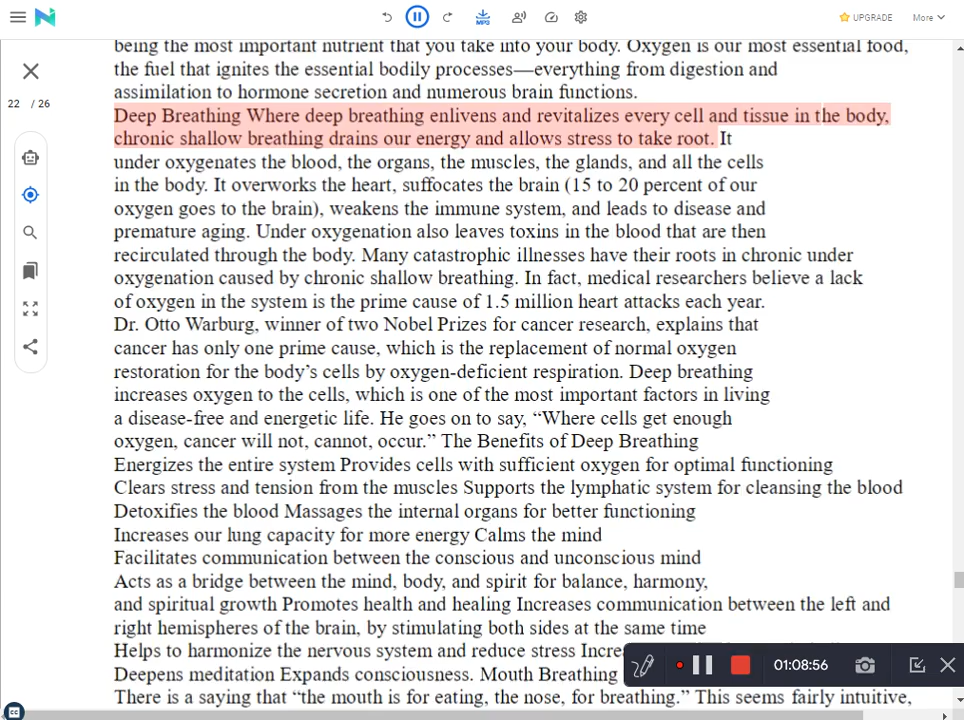 UPGRADE More
22 / 26
MP3
being the most important nutrient that you take into your body. Oxygen is our most essential food,
the fuel that ignites the essential bodily processes—everything from digestion and
assimilation to hormone secretion and numerous brain functions.
Deep Breathing Where deep breathing enlivens and revitalizes every cell and tissue in the body,
chronic shallow breathing drains our energy and allows stress to take root. It
under oxygenates the blood, the organs, the muscles, the glands, and all the cells
in the body. It overworks the heart, suffocates the brain (15 to 20 percent of our
oxygen goes to the brain), weakens the immune system, and leads to disease and
premature aging. Under oxygenation also leaves toxins in the blood that are then
recirculated through the body. Many catastrophic illnesses have their roots in chronic under
oxygenation caused by chronic shallow breathing. In fact, medical researchers believe a lack
of oxygen in the system is the prime cause of 1.5 million heart attacks each year.
Dr. Otto Warburg, winner of two Nobel Prizes for cancer research, explains that
cancer has only one prime cause, which is the replacement of normal oxygen
restoration for the body’s cells by oxygen-deficient respiration. Deep breathing
increases oxygen to the cells, which is one of the most important factors in living
a disease-free and energetic life. He goes on to say, “Where cells get enough
oxygen, cancer will not, cannot, occur.” The Benefits of Deep Breathing
Energizes the entire system Provides cells with sufficient oxygen for optimal functioning
Clears stress and tension from the muscles Supports the lymphatic system for cleansing the blood
Detoxifies the blood Massages the internal organs for better functioning
Increases our lung capacity for more energy Calms the mind
Facilitates communication between the conscious and unconscious mind
Acts as a bridge between the mind, body, and spirit for balance, harmony,
and spiritual growth Promotes health and healing Increases communication between the left and
right hemispheres of the brain, by stimulating both sides at the same time
Helps to harmonize the nervous system and reduce stress
Deepens meditation Expands consciousness. Mouth Breathing
There is a saying that “the mouth is for eating, the nose, for breathing.” This seems fairly intuitive,
01:08:56
CC